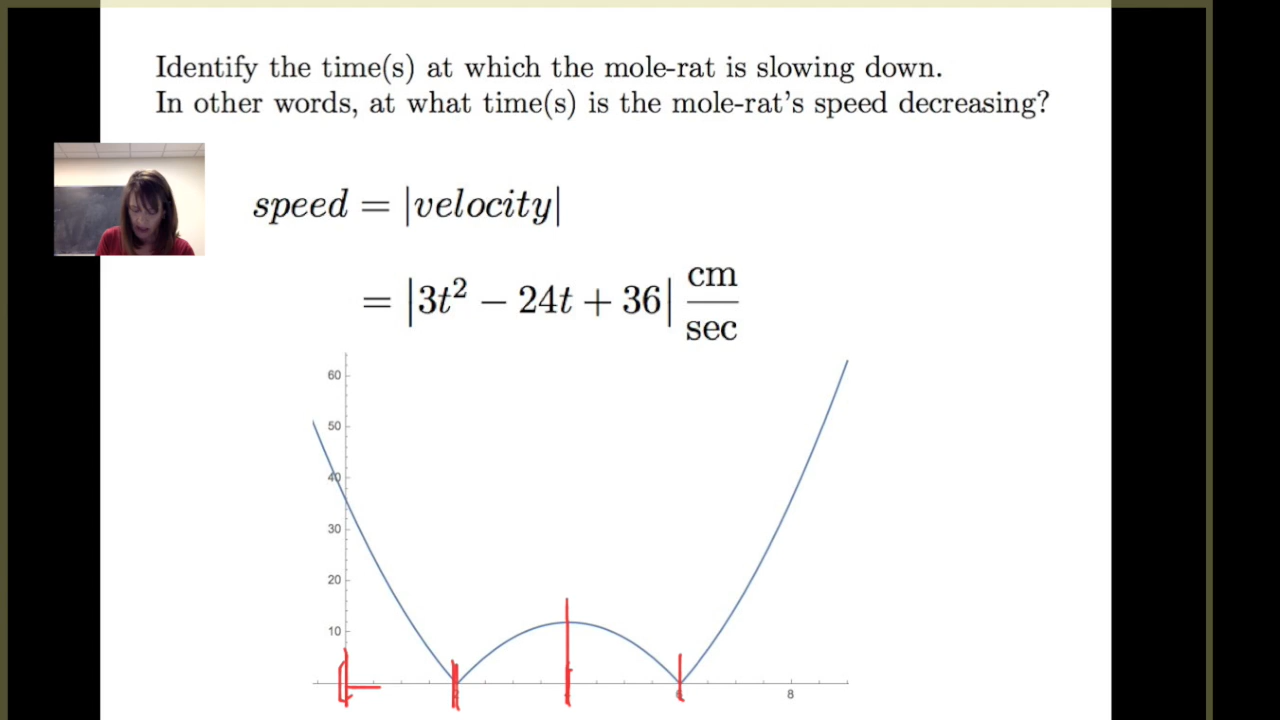 Identify the time(s) at which the mole-rat is slowing down.
In other words, at what time(s) is the mole-rat's speed decreasing?
speed = |velocity|
= |3t² − 24t + 36| cm/sec
60
50
40
30
20
10
6
8